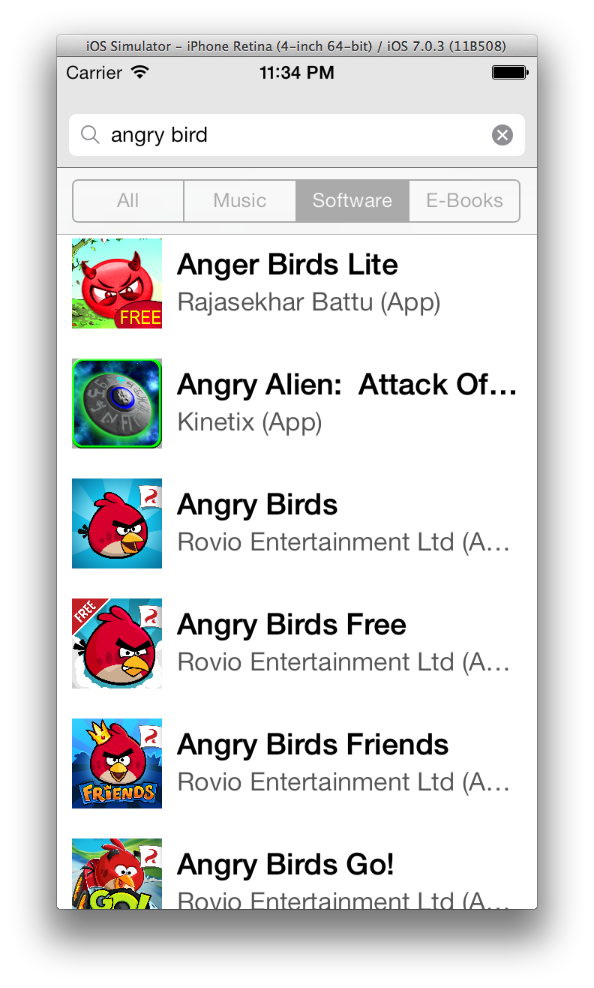 iOS Simulator – iPhone Retina (4-inch 64-bit) / iOS 7.0.3 (11B508)
Carrier 11:34 PM
angry bird
All Music Software E-Books
FREE
Anger Birds Lite
Rajasekhar Battu (App)
Angry Alien:  Attack Of…
Kinetix (App)
Angry Birds
Rovio Entertainment Ltd (A…
FREE
Angry Birds Free
Rovio Entertainment Ltd (A…
FRIENDS
Angry Birds Friends
Rovio Entertainment Ltd (A…
GO!
Angry Birds Go!
Rovio Entertainment Ltd (A…